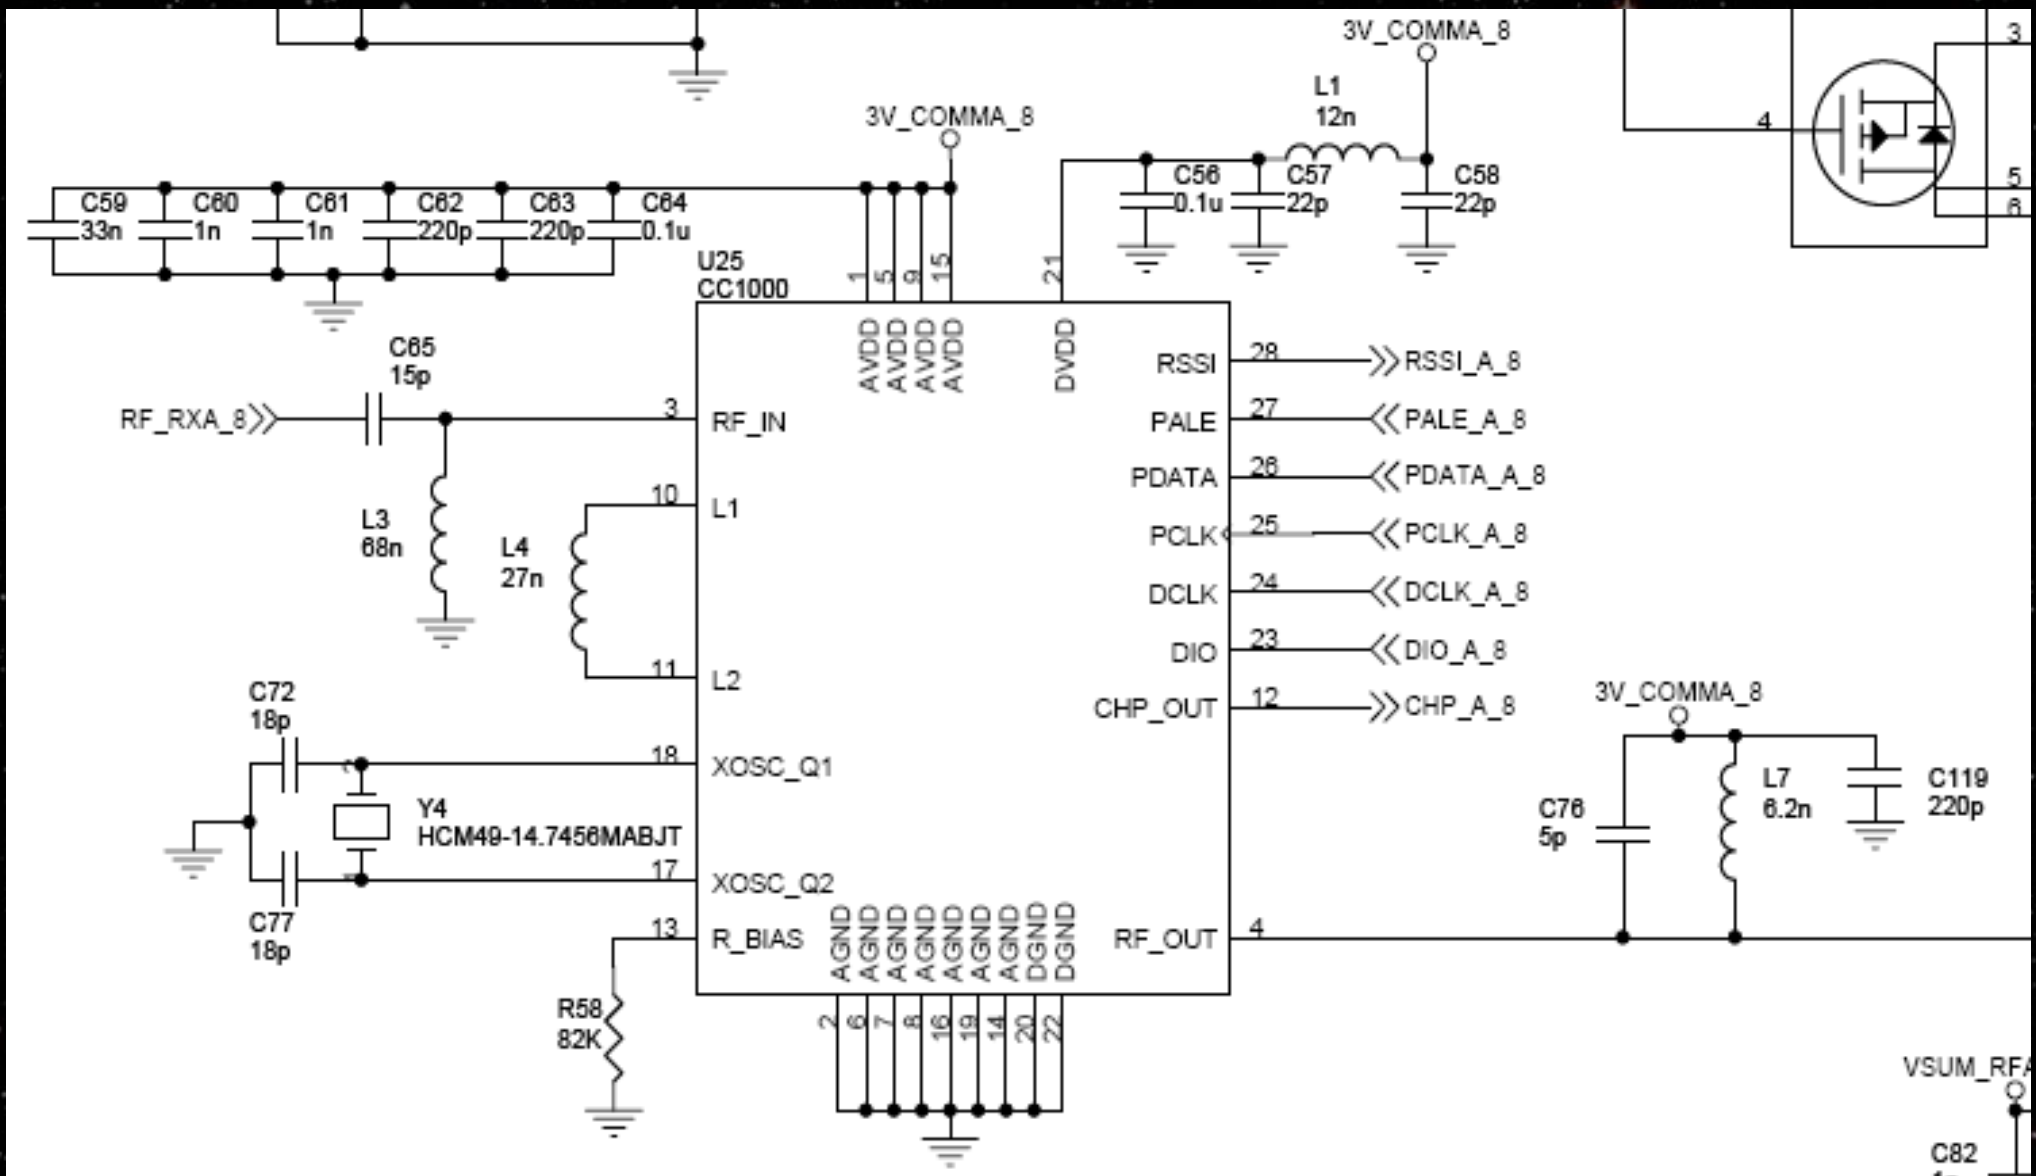 3V_COMMA_8
3
L1
12n
3V_COMMA_8
4
C59
33n
C60
1n
C61
1n
C62
220p
C63
220p
C64
0.1u
C56
0.1u
C57
22p
C58
22p
5
6
U25
CC1000
1
5
9
15
21
AVDD
AVDD
AVDD
AVDD
DVDD
C65
15p
RSSI
28
RSSI_A_8
RF_RXA_8
3
RF_IN
PALE
27
PALE_A_8
PDATA
26
PDATA_A_8
10
L1
L3
68n
L4
27n
PCLK
25
PCLK_A_8
DCLK
24
DCLK_A_8
DIO
23
DIO_A_8
11
L2
CHP_OUT
12
CHP_A_8
C72
18p
3V_COMMA_8
18
XOSC_Q1
Y4
HCM49-14.7456MABJT
C76
5p
L7
6.2n
C119
220p
17
XOSC_Q2
C77
18p
13
R_BIAS
AGND
AGND
AGND
AGND
AGND
AGND
AGND
DGND
DGND
RF_OUT
4
R58
82K
2
6
7
8
16
19
14
20
22
VSUM_RFA
C82